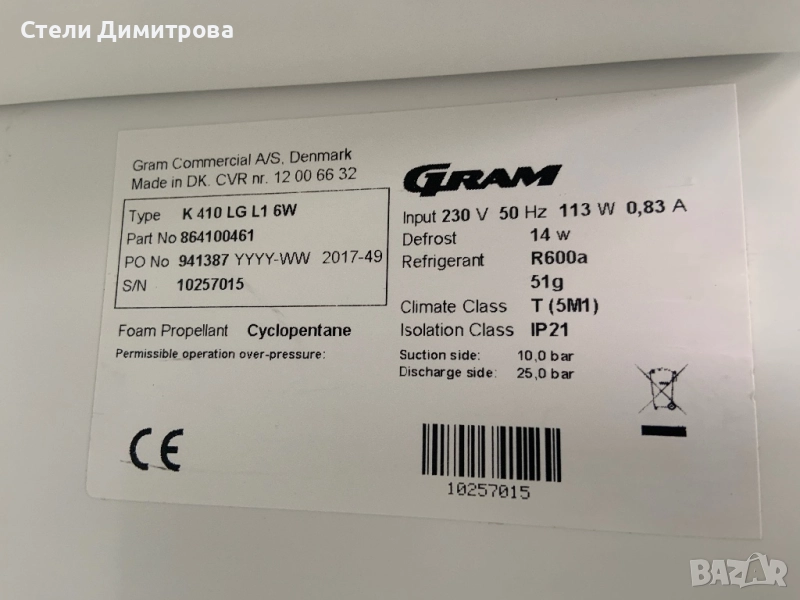 Стели Димитрова
Gram Commercial A/S, Denmark
Made in DK. CVR nr. 12 00 66 32
Type K 410 LG L1 6W
Part No 864100461
PO No 941387 YYYY-WW 2017-49
S/N 10257015
Foam Propellant Cyclopentane
Permissible operation over-pressure:
GRAM
Input 230 V 50 Hz 113 W 0,83 A
Defrost 14 w
Refrigerant R600a
51g
Climate Class T (5M1)
Isolation Class IP21
Suction side: 10,0 bar
Discharge side: 25,0 bar
CE
10257015
BAZAR